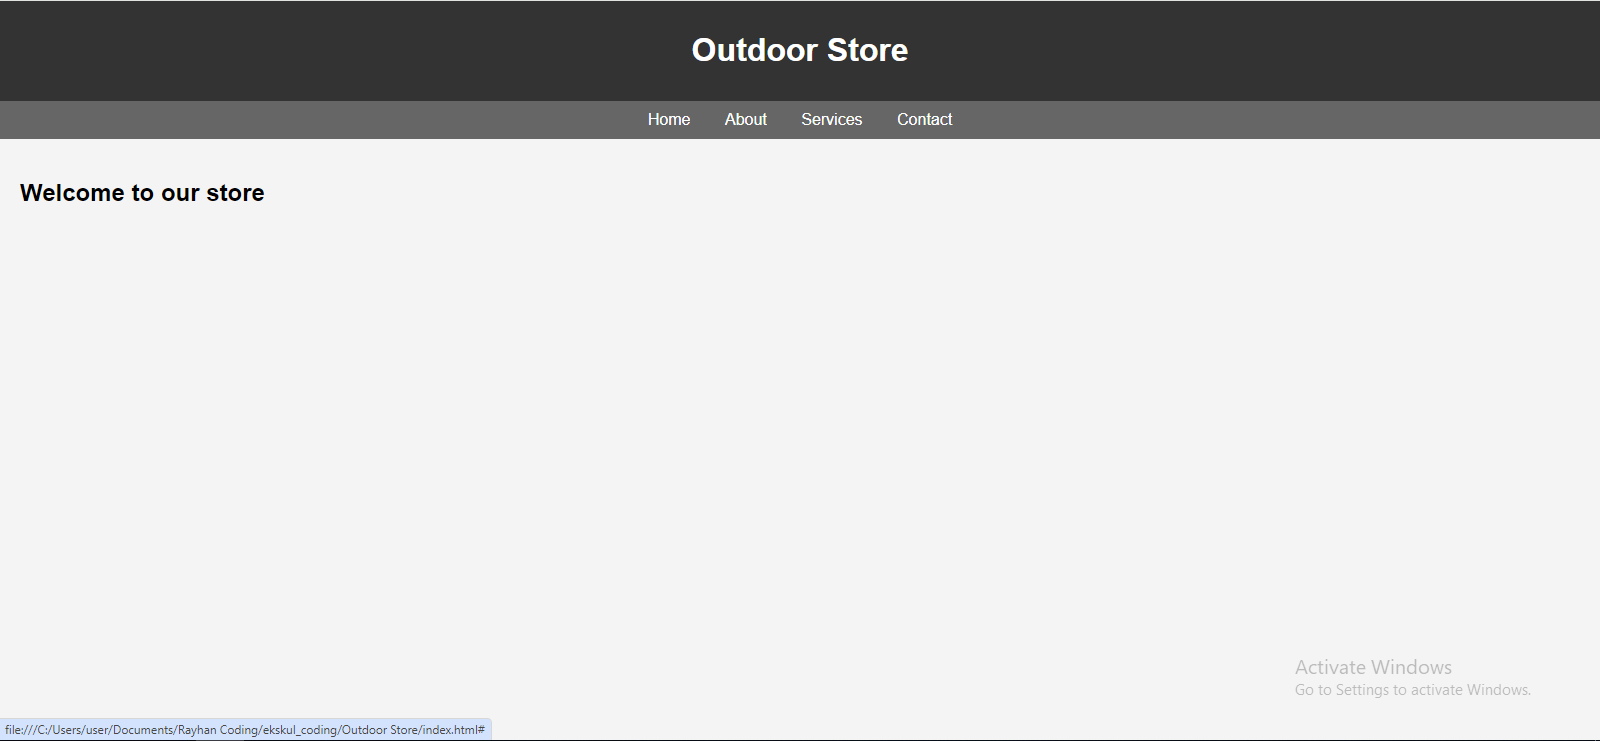 Outdoor Store
Home About Services Contact
Welcome to our store
Activate Windows
Go to Settings to activate Windows.
file:///C:/Users/user/Documents/Rayhan Coding/ekskul_coding/Outdoor Store/index.html#